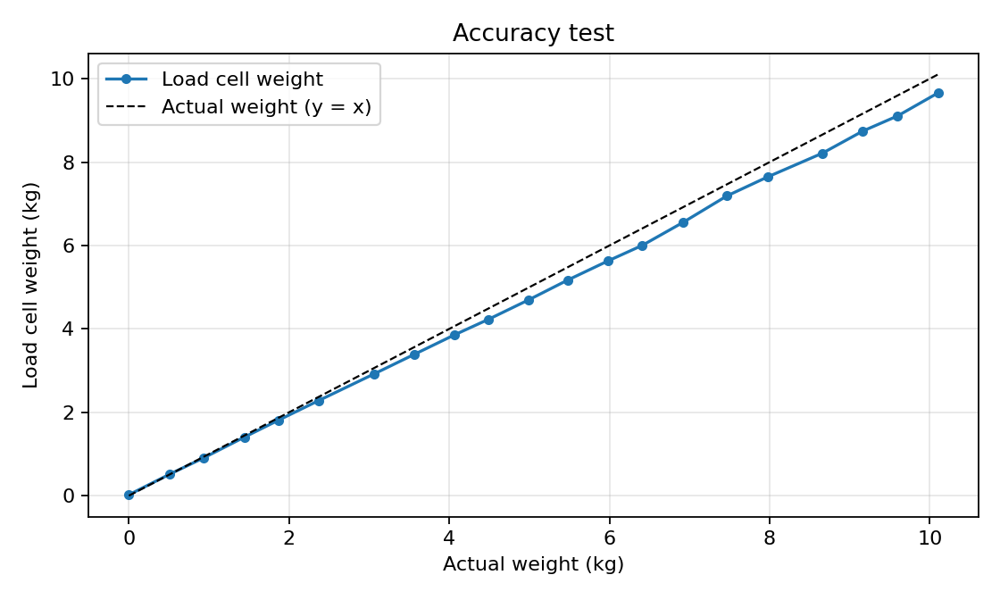 Accuracy test
Load cell weight
Actual weight (y = x)
Load cell weight (kg)
10
8
6
4
2
0
0 2 4 6 8 10
Actual weight (kg)